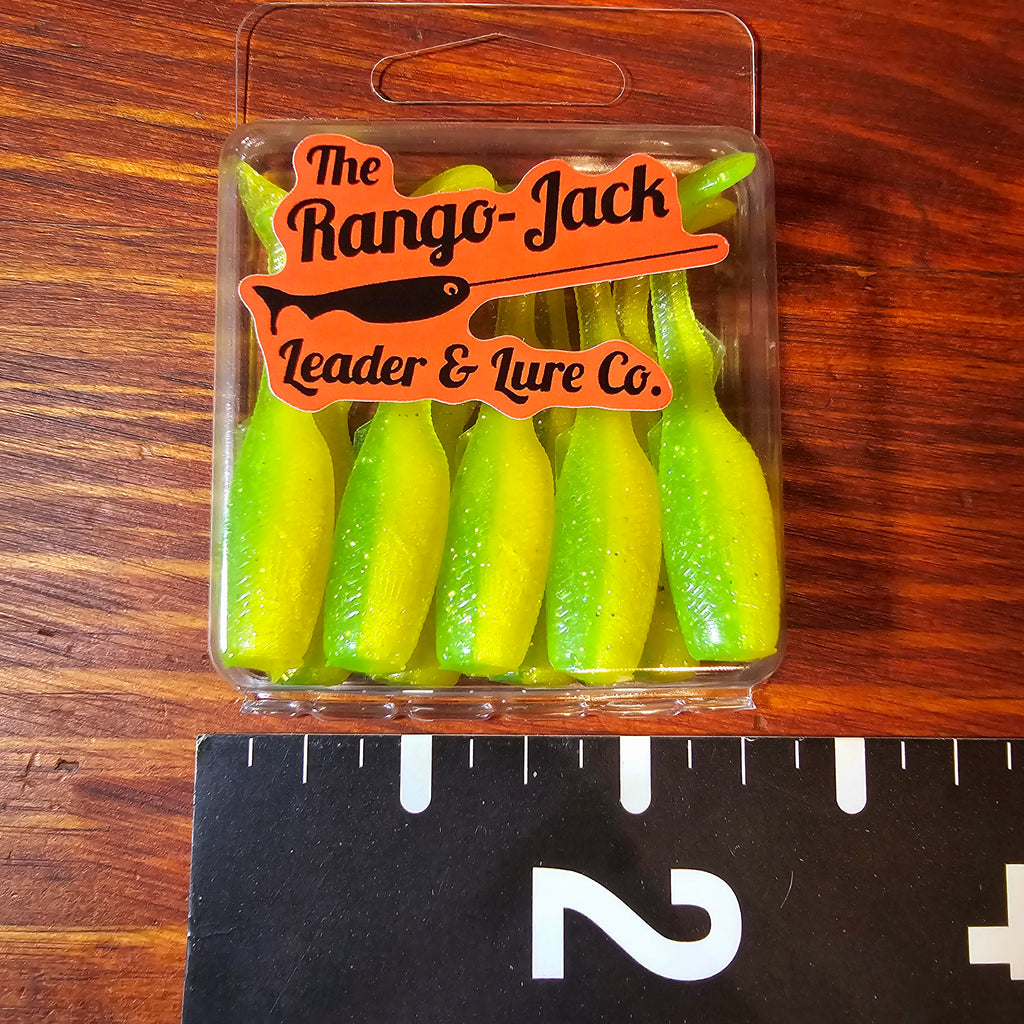 The
Rango-Jack
Leader & Lure Co.
2